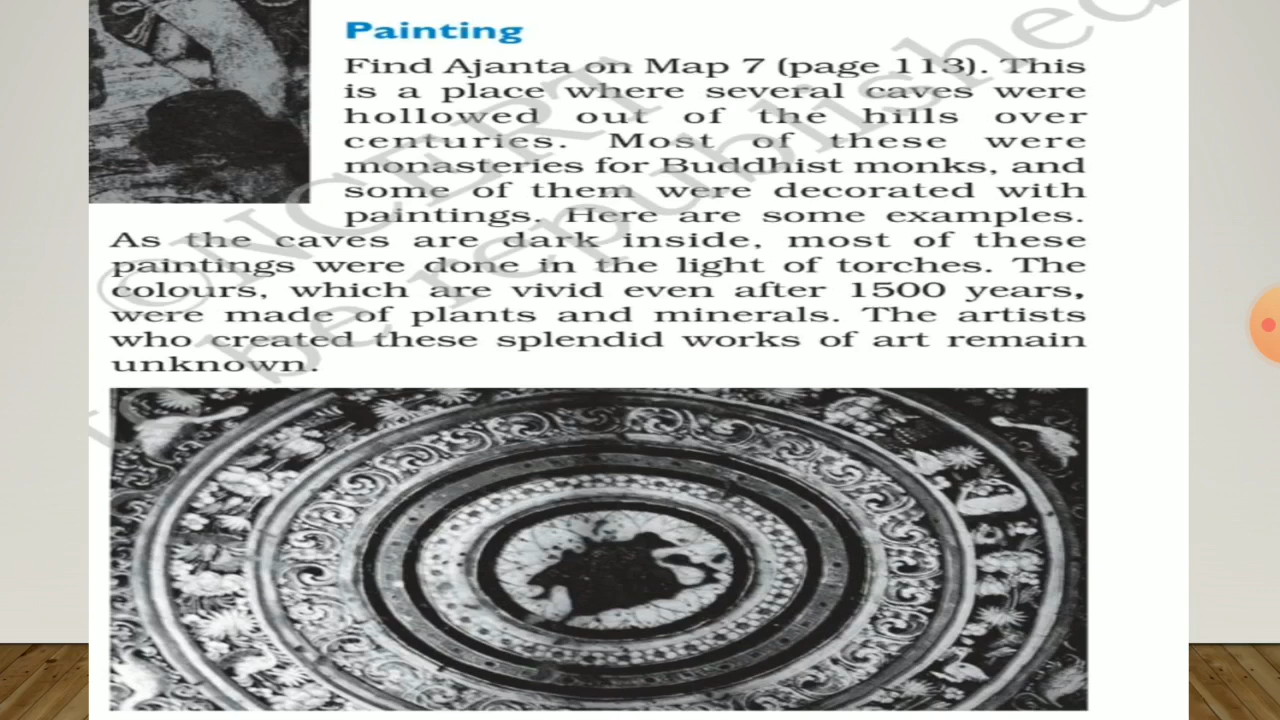 Painting
Find Ajanta on Map 7 (page 113). This
is a place where several caves were
hollowed out of the hills over
centuries. Most of these were
monasteries for Buddhist monks, and
some of them were decorated with
paintings. Here are some examples.
As the caves are dark inside, most of these
paintings were done in the light of torches. The
colours, which are vivid even after 1500 years,
were made of plants and minerals. The artists
who created these splendid works of art remain
unknown.
©NCERT
be republished